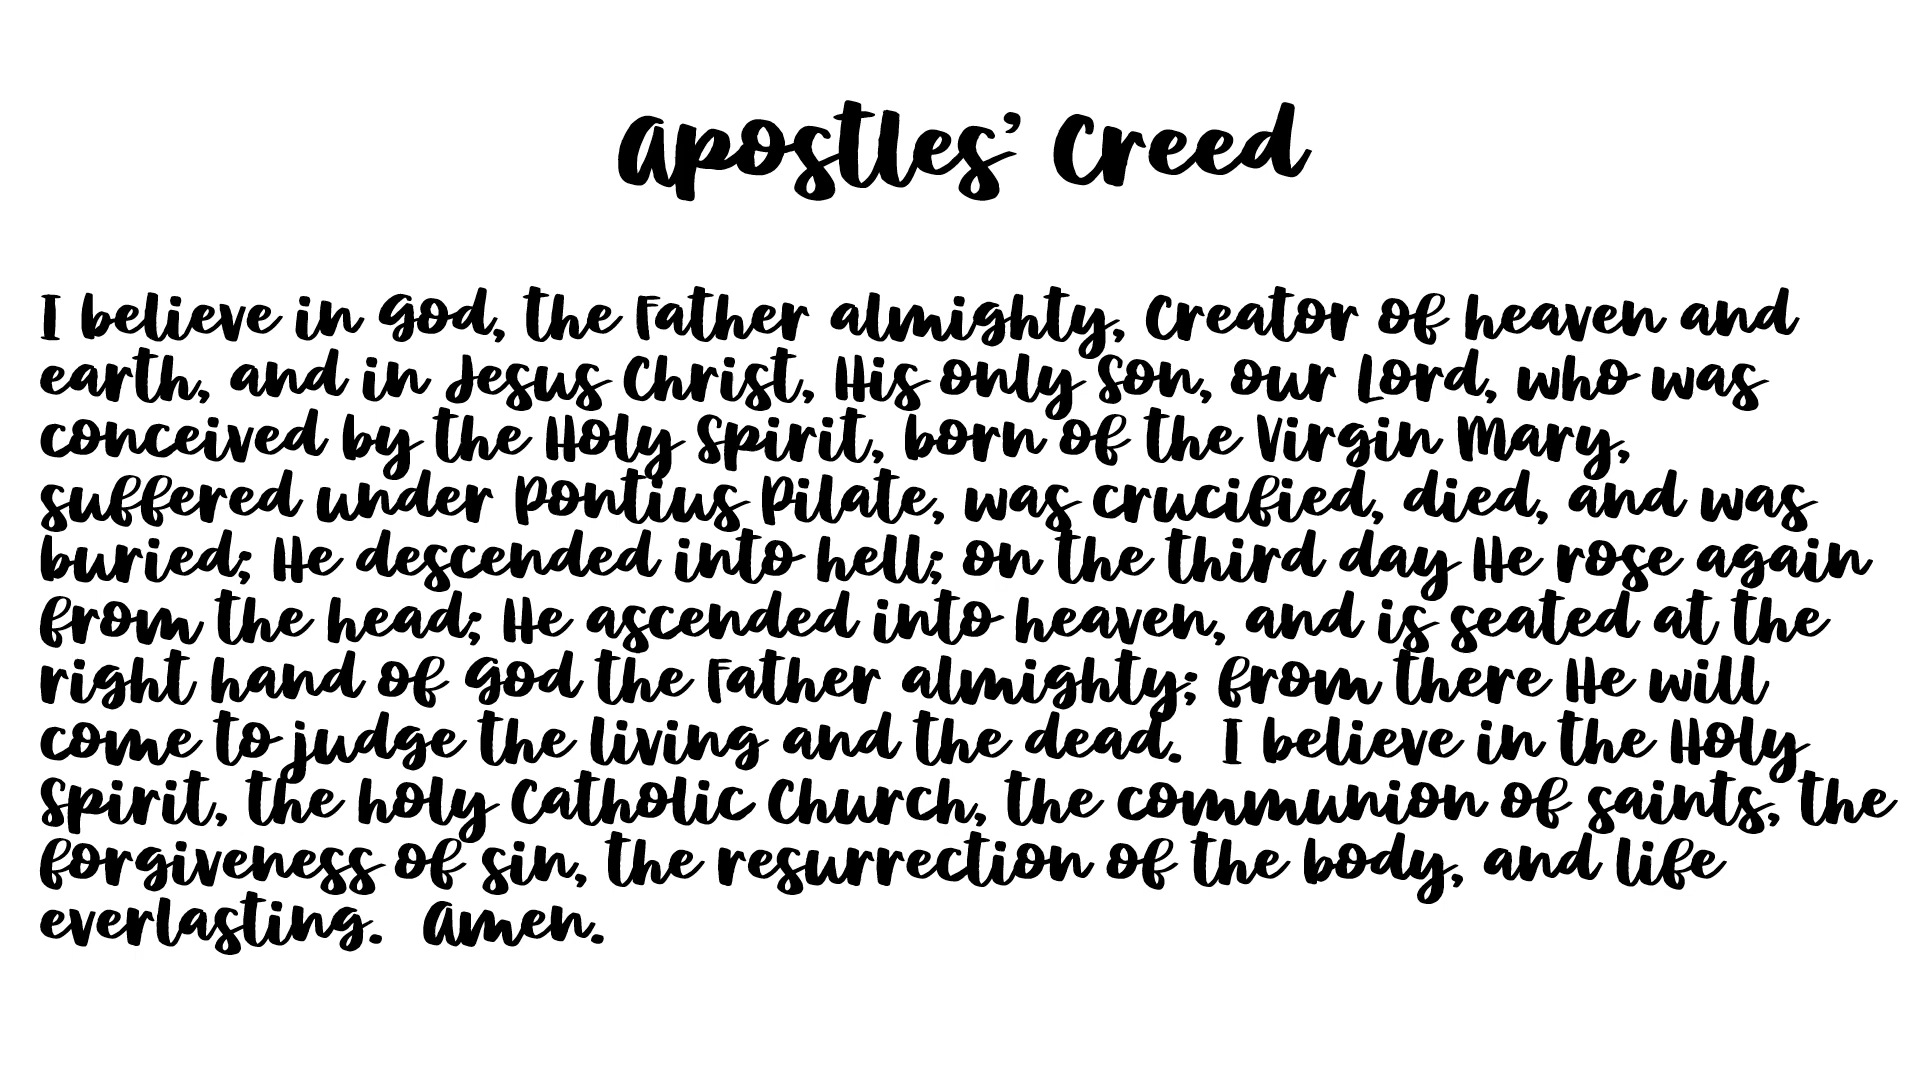 Apostles’ Creed
I believe in God, the Father almighty, Creator of heaven and
earth, and in Jesus Christ, His only Son, our Lord, who was
conceived by the Holy Spirit, born of the Virgin Mary,
suffered under Pontius Pilate, was crucified, died, and was
buried; He descended into hell; on the third day He rose again
from the head; He ascended into heaven, and is seated at the
right hand of God the Father almighty; from there He will
come to judge the living and the dead.  I believe in the Holy
Spirit, the holy Catholic Church, the communion of saints, the
forgiveness of sin, the resurrection of the body, and life
everlasting.  Amen.